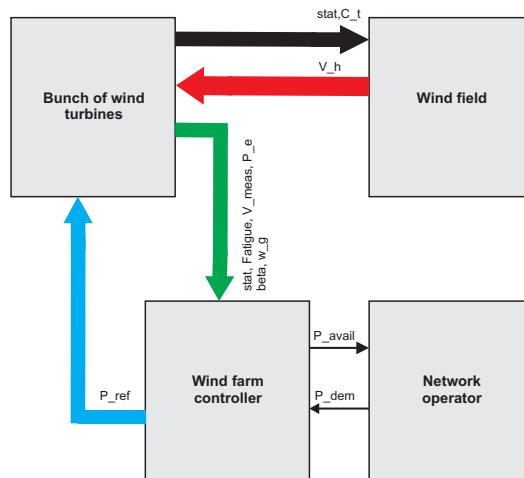 stat,C_t
V_h
Bunch of wind
turbines
Wind field
stat, Fatigue, V_meas, P_e
beta, w_g
P_avail
P_ref
Wind farm
controller
P_dem
Network
operator